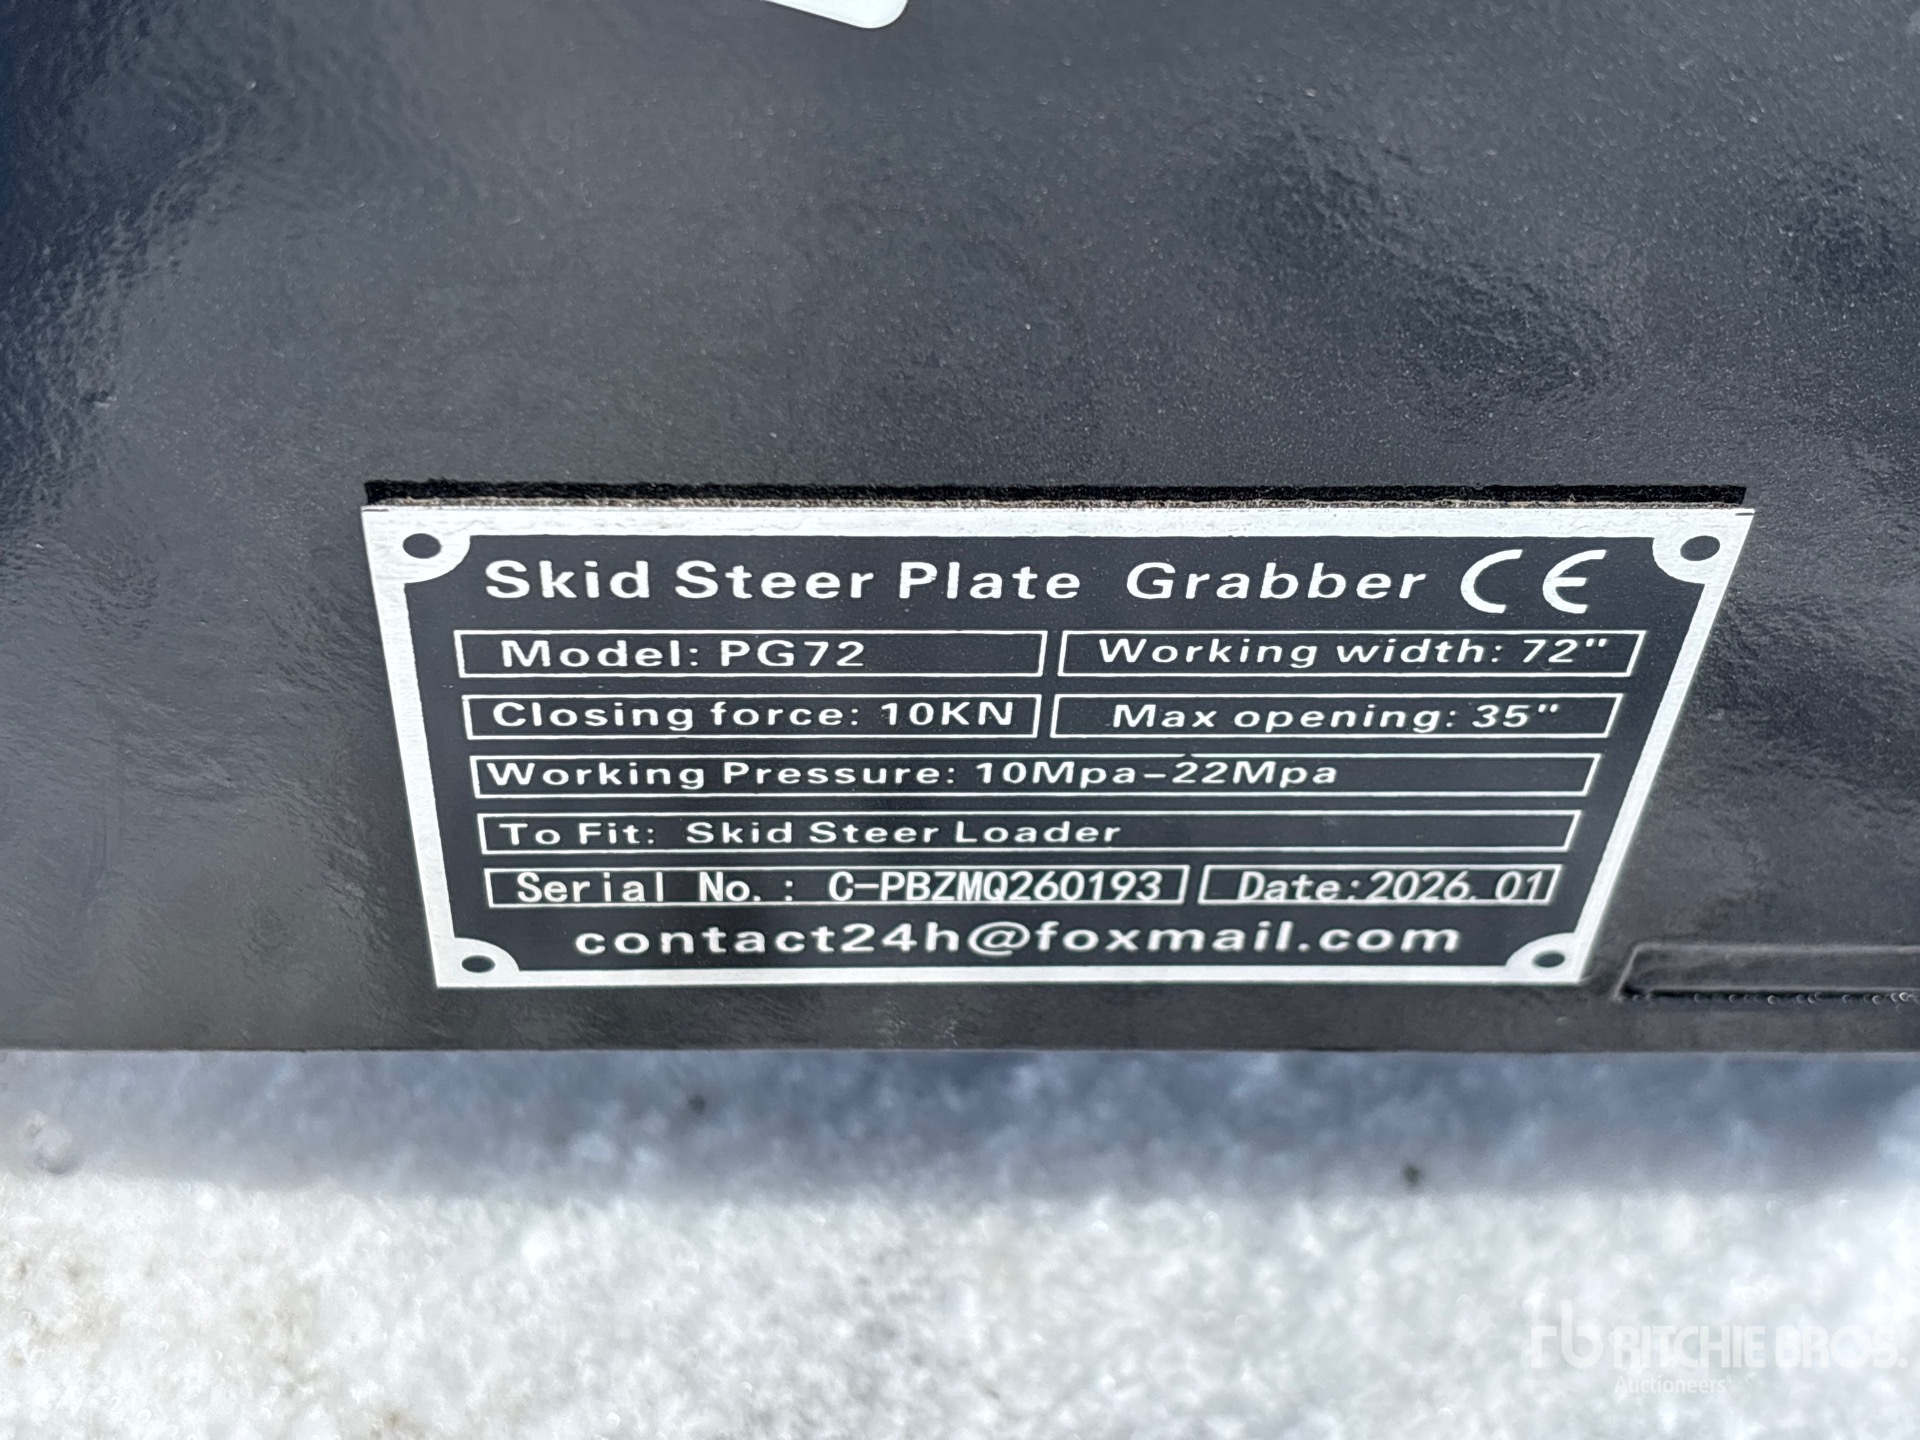 Skid Steer Plate Grabber CE
Model: PG72
Working width: 72"
Closing force: 10KN
Max opening: 35"
Working Pressure: 10Mpa-22Mpa
To Fit: Skid Steer Loader
Serial No.: C-PBZMQ260193
Date:2026.01
contact24h@foxmail.com
rb RITCHIE BROS.
Auctioneers